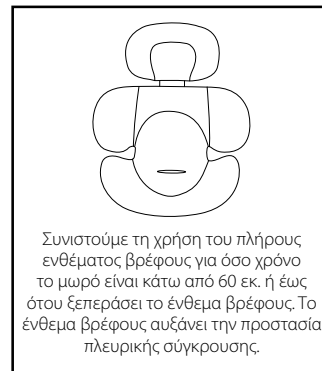 Συνιστούμε τη χρήση του πλήρους
ενθέματος βρέφους για όσο χρόνο
το μωρό είναι κάτω από 60 εκ. ή έως
ότου ξεπεράσει το ένθεμα βρέφους. Το
ένθεμα βρέφους αυξάνει την προστασία
πλευρικής σύγκρουσης.